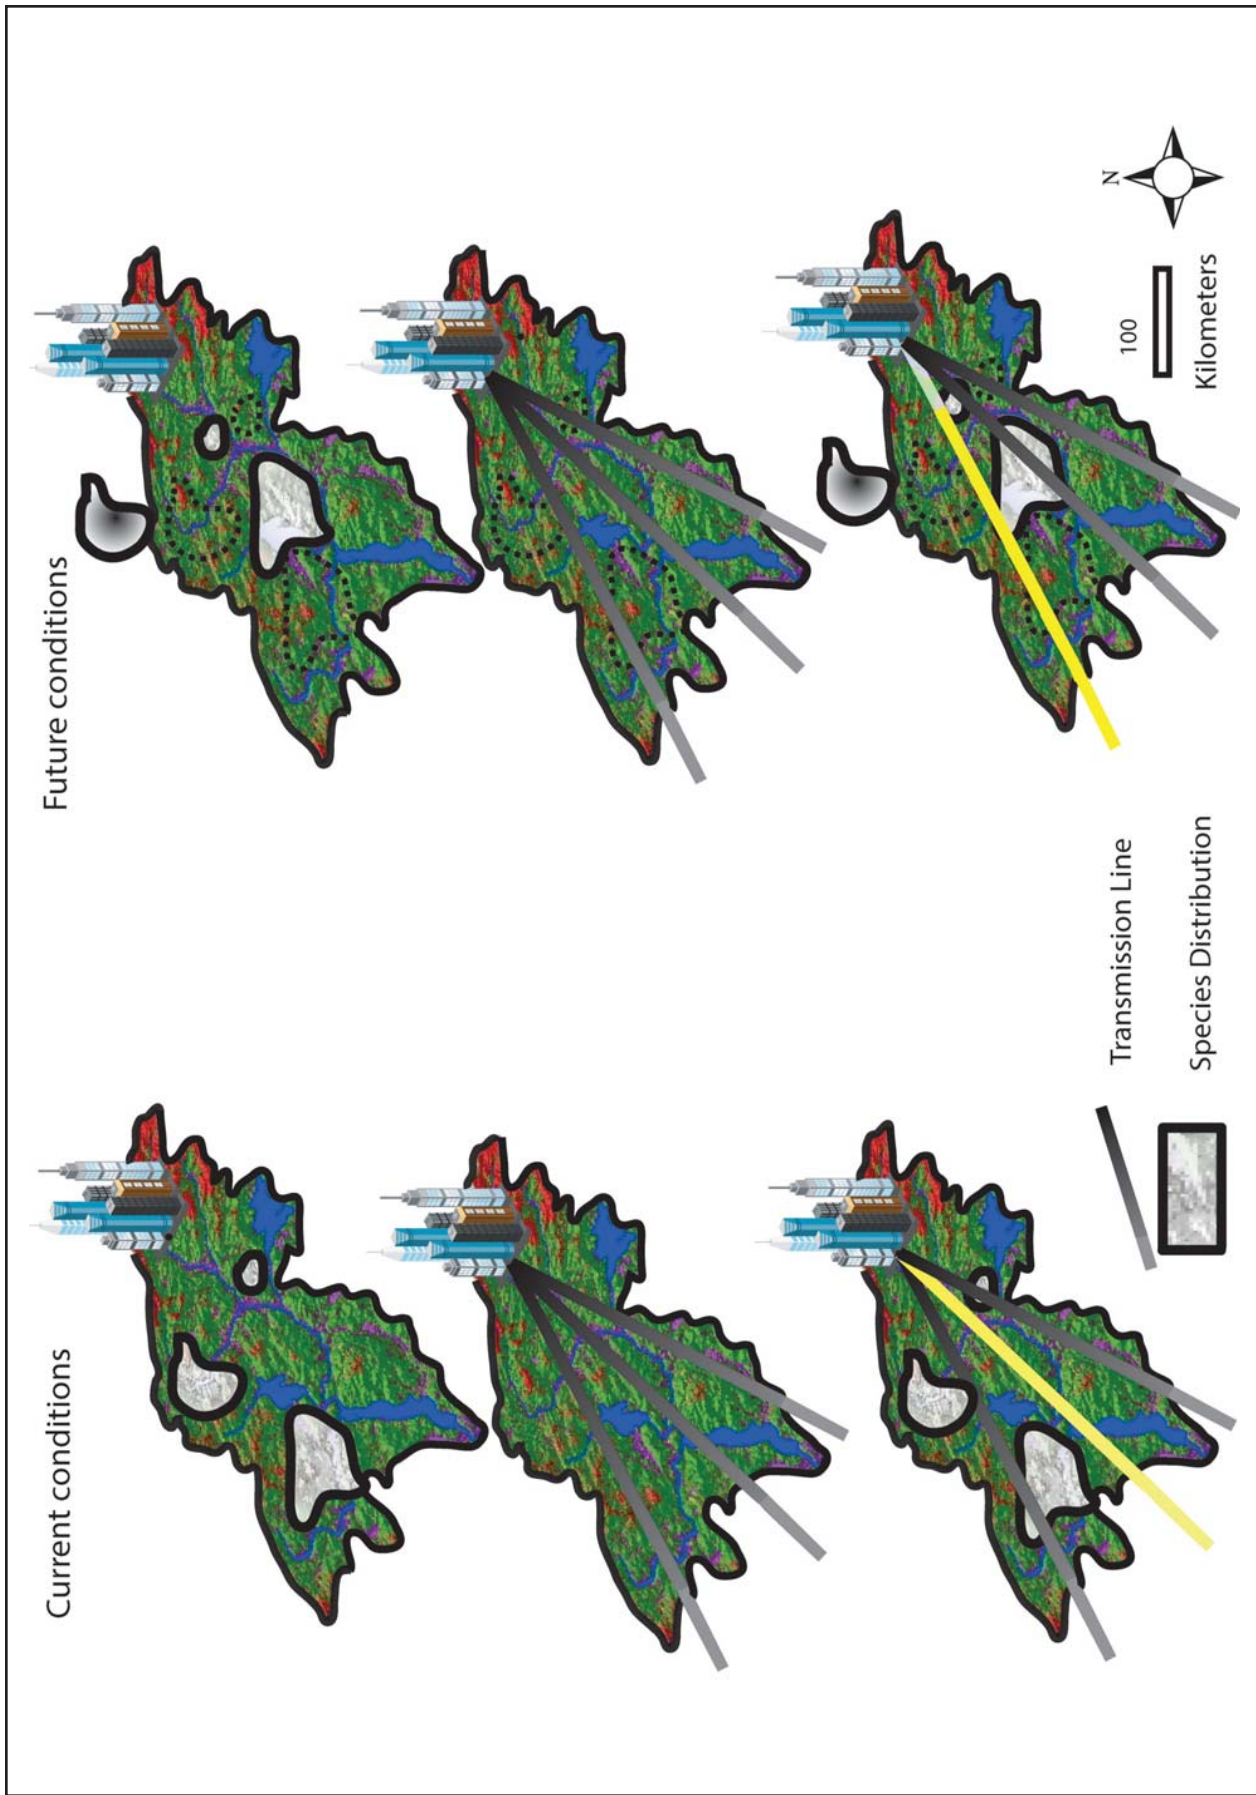 Current conditions
Future conditions
Transmission Line
Species Distribution
N
100
Kilometers